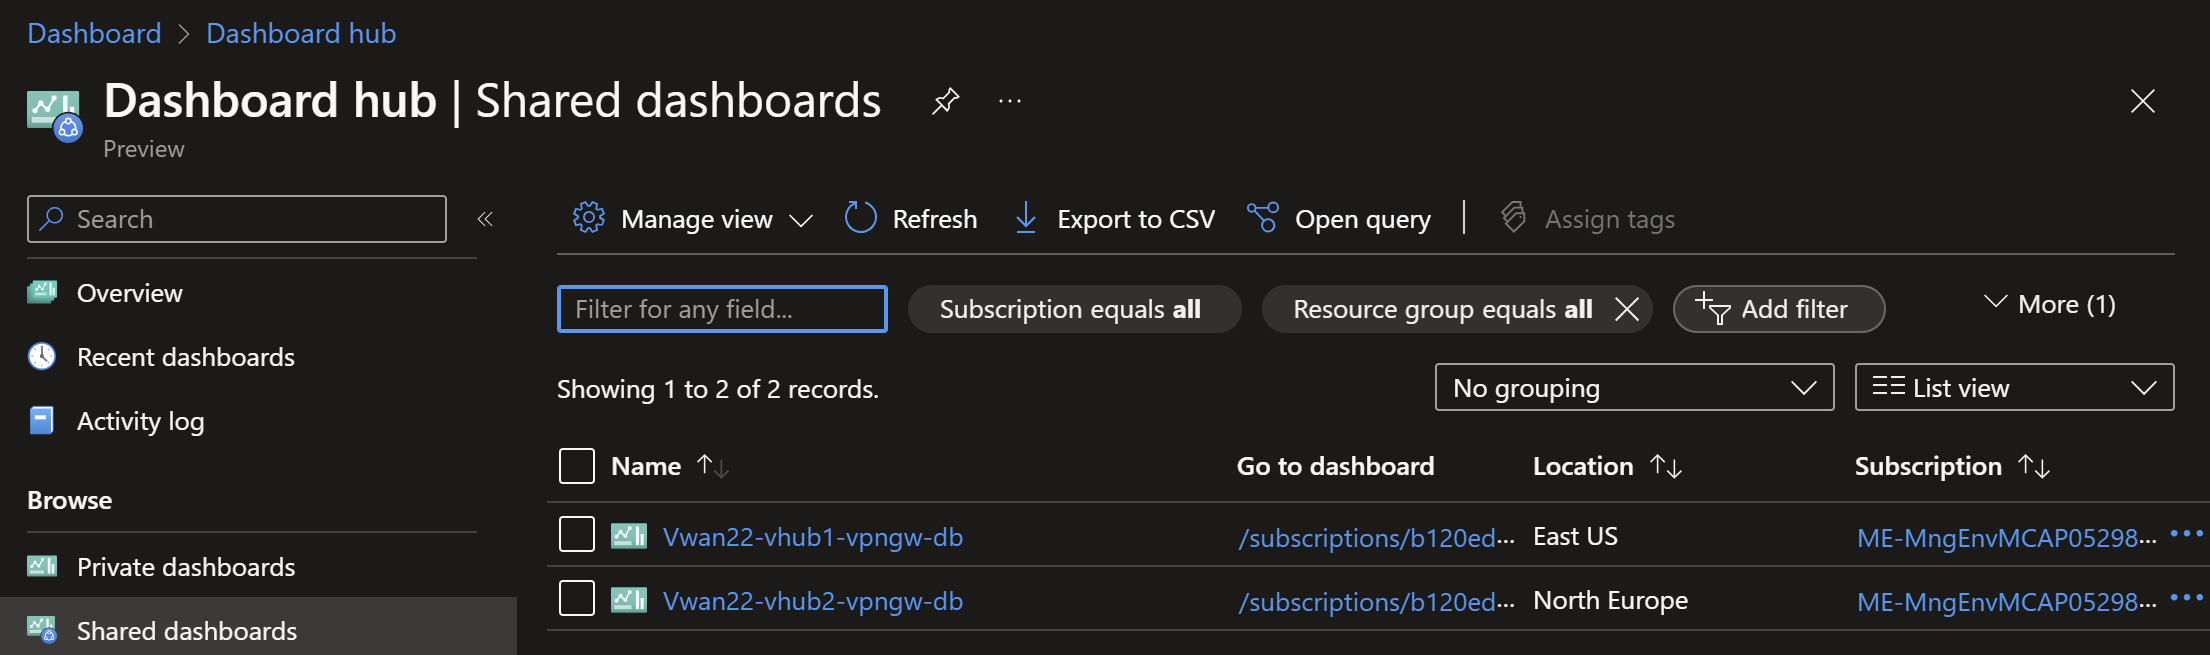 Dashboard > Dashboard hub
Dashboard hub | Shared dashboards ...
Preview
Search «
Overview
Recent dashboards
Activity log
Browse
Private dashboards
Shared dashboards
Manage view Refresh Export to CSV Open query | Assign tags
Filter for any field... Subscription equals all Resource group equals all Add filter More (1)
Showing 1 to 2 of 2 records. No grouping List view
Name ↑↓ Go to dashboard Location ↑↓ Subscription ↑↓
Vwan22-vhub1-vpngw-db /subscriptions/b120ed... East US ME-MngEnvMCAP05298... ...
Vwan22-vhub2-vpngw-db /subscriptions/b120ed... North Europe ME-MngEnvMCAP05298... ...